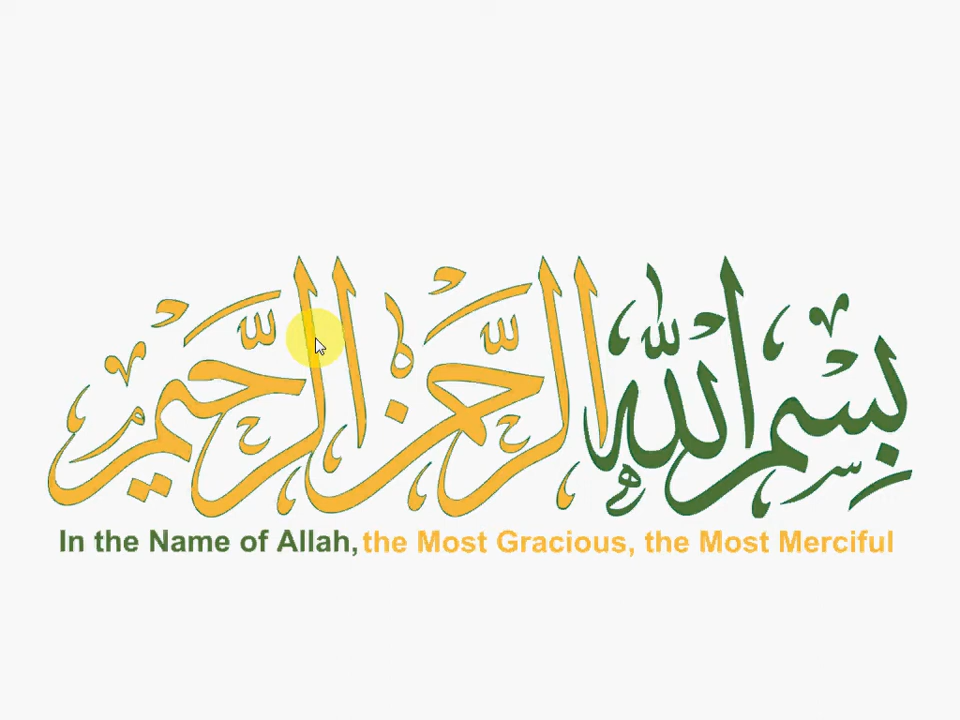 بسم الله الرحمن الرحيم
In the Name of Allah, the Most Gracious, the Most Merciful